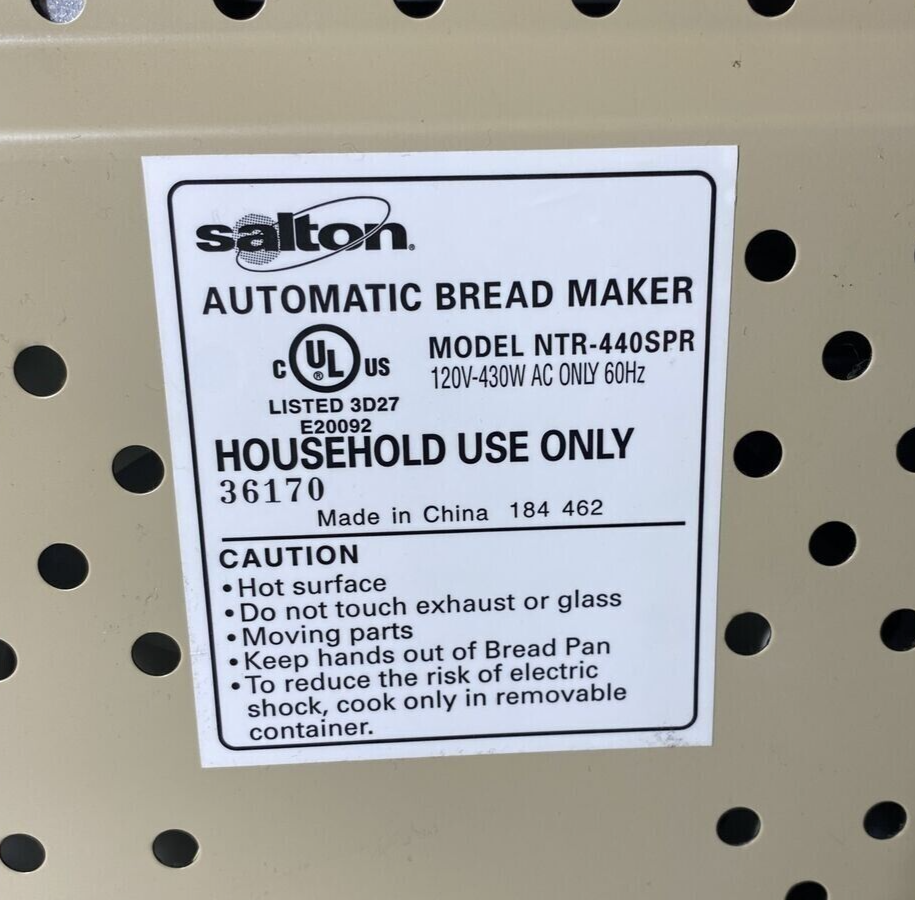 salton®
AUTOMATIC BREAD MAKER
C UL® US
MODEL NTR-440SPR
120V-430W AC ONLY 60Hz
LISTED 3D27
E20092
HOUSEHOLD USE ONLY
36170
Made in China 184 462
CAUTION
•Hot surface
•Do not touch exhaust or glass
•Moving parts
•Keep hands out of Bread Pan
•To reduce the risk of electric
shock, cook only in removable
container.